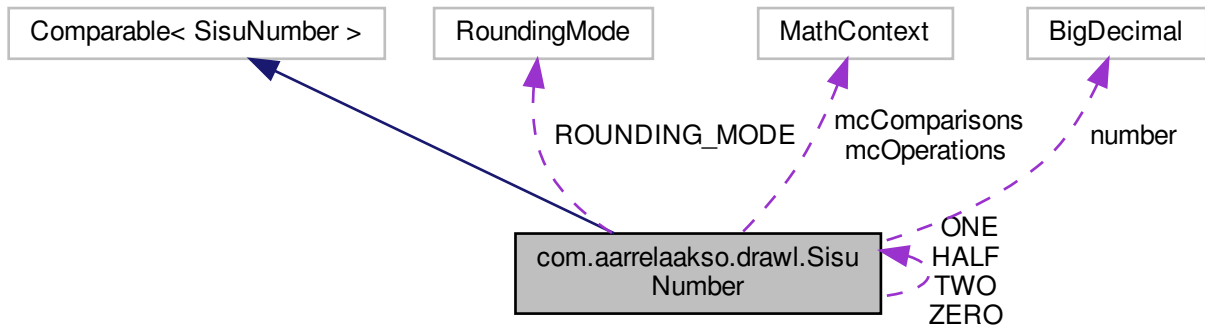 Comparable< SisuNumber >
RoundingMode
MathContext
BigDecimal
ROUNDING_MODE
mcComparisons
mcOperations
number
com.aarrelaakso.drawl.Sisu
Number
ONE
HALF
TWO
ZERO